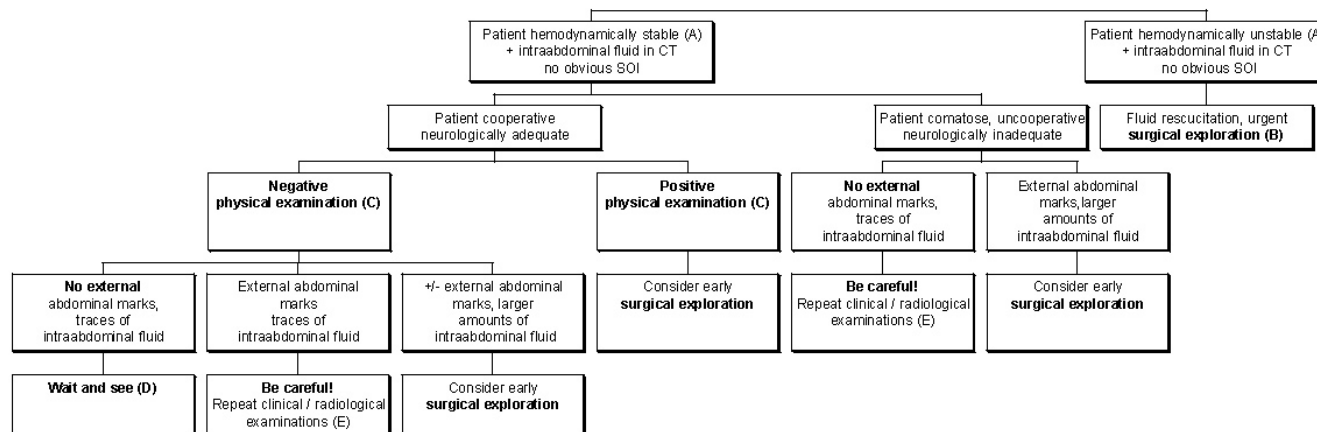 Patient hemodynamically stable (A)
+ intraabdominal fluid in CT
no obvious SOI
Patient hemodynamically unstable (A
+ intraabdominal fluid in CT
no obvious SOI
Patient cooperative
neurologically adequate
Patient comatose, uncooperative
neurologically inadequate
Fluid rescucitation, urgent
surgical exploration (B)
Negative
physical examination (C)
Positive
physical examination (C)
No external
abdominal marks,
traces of
intraabdominal fluid
External abdominal
marks,larger
amounts of
intraabdominal fluid
No external
abdominal marks,
traces of
intraabdominal fluid
External abdominal
marks
traces of
intraabdominal fluid
+/- external abdominal
marks, larger
amounts of
intraabdominal fluid
Consider early
surgical exploration
Be careful!
Repeat clinical / radiological
examinations (E)
Consider early
surgical exploration
Wait and see (D)
Be careful!
Repeat clinical / radiological
examinations (E)
Consider early
surgical exploration